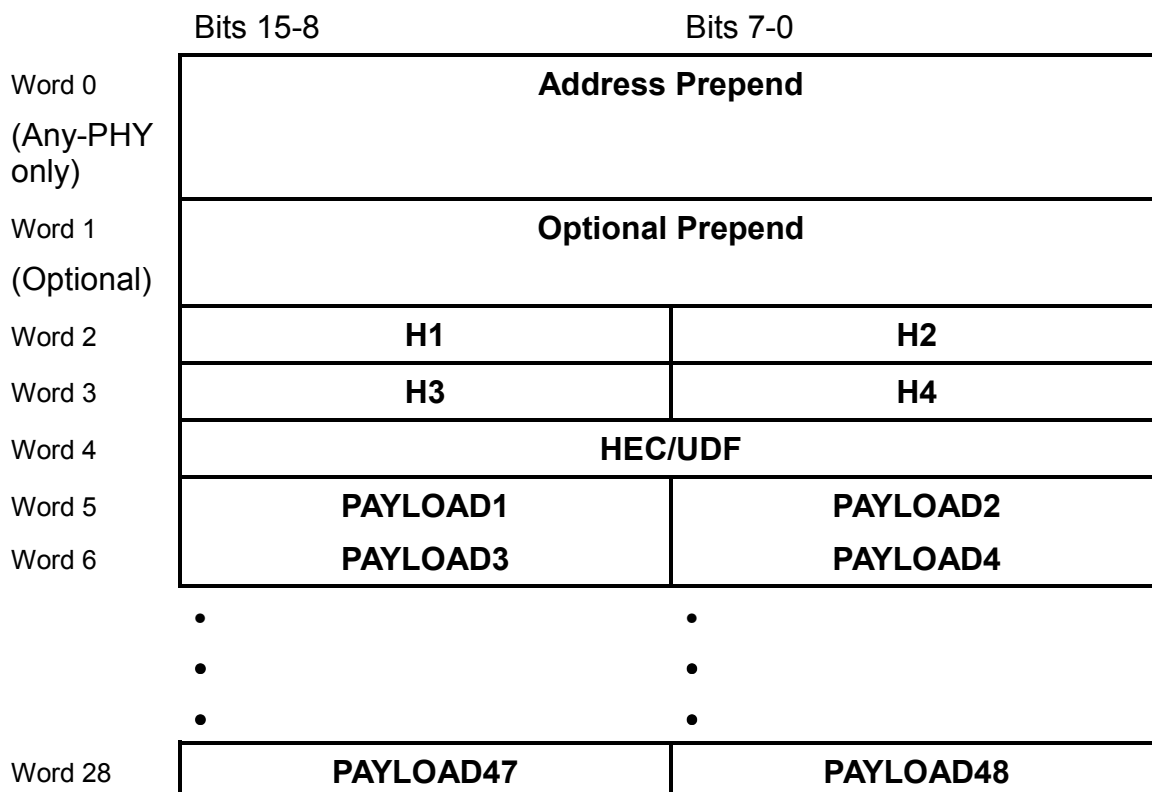 Bits 15-8 Bits 7-0
Word 0 Address Prepend
(Any-PHY
only)
Word 1 Optional Prepend
(Optional)
Word 2 H1 H2
Word 3 H3 H4
Word 4 HEC/UDF
Word 5 PAYLOAD1 PAYLOAD2
Word 6 PAYLOAD3 PAYLOAD4
• •
• •
• •
Word 28 PAYLOAD47 PAYLOAD48